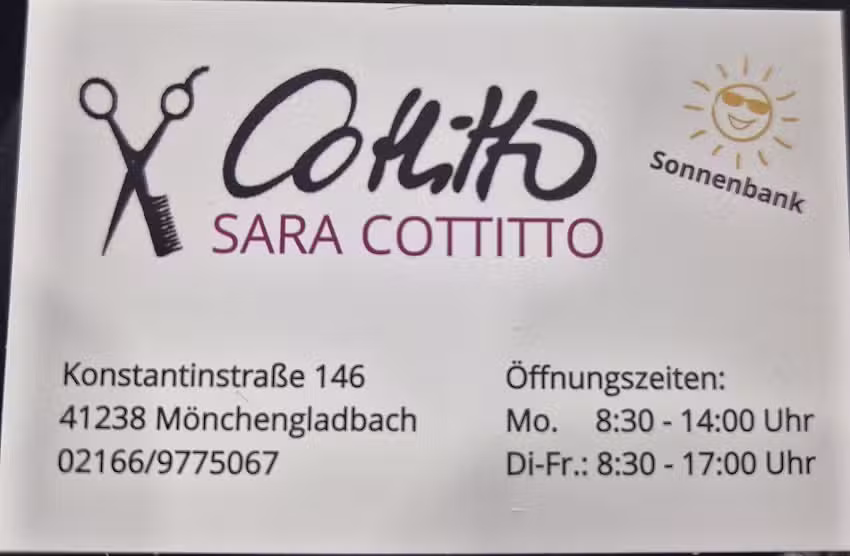 Cottitto
SARA COTTITTO
Sonnenbank
Konstantinstraße 146
41238 Mönchengladbach
02166/9775067
Öffnungszeiten:
Mo. 8:30 - 14:00 Uhr
Di-Fr.: 8:30 - 17:00 Uhr